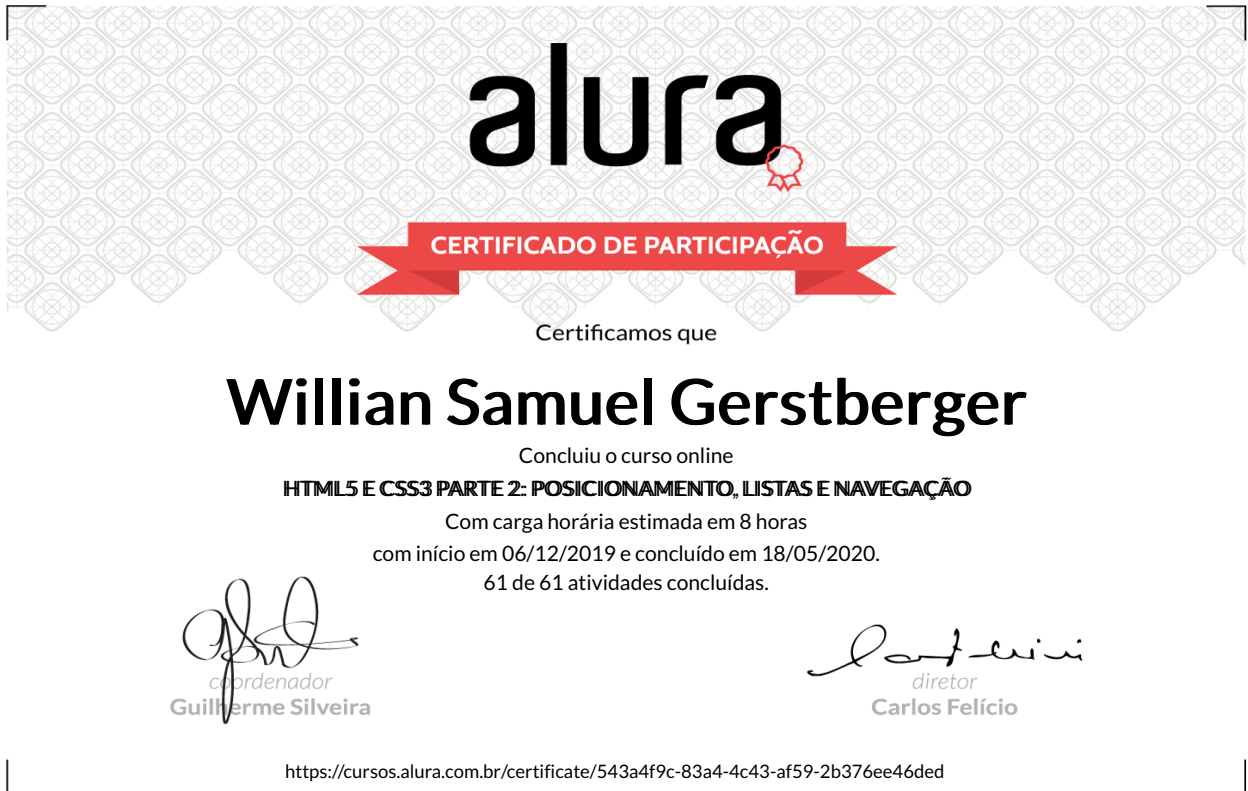 alura
CERTIFICADO DE PARTICIPAÇÃO
Certificamos que
Willian Samuel Gerstberger
Concluiu o curso online
HTML5 E CSS3 PARTE 2: POSICIONAMENTO, LISTAS E NAVEGAÇÃO
Com carga horária estimada em 8 horas
com início em 06/12/2019 e concluído em 18/05/2020.
61 de 61 atividades concluídas.
coordenador
Guilherme Silveira
diretor
Carlos Felício
https://cursos.alura.com.br/certificate/543a4f9c-83a4-4c43-af59-2b376ee46ded